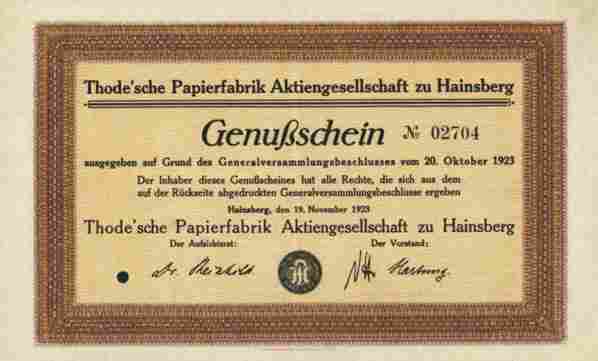 Thode'sche Papierfabrik Aktiengesellschaft zu Hainsberg
Genußschein № 02704
ausgegeben auf Grund des Generalversammlungsbeschlusses vom 20. Oktober 1923
Der Inhaber dieses Genußscheines hat alle Rechte, die sich aus dem
auf der Rückseite abgedruckten Generalversammlungsbeschlusse ergeben
Hainsberg, den 19. November 1923
Thode'sche Papierfabrik Aktiengesellschaft zu Hainsberg
Der Aufsichtsrat: Der Vorstand:
Dr. Hartung